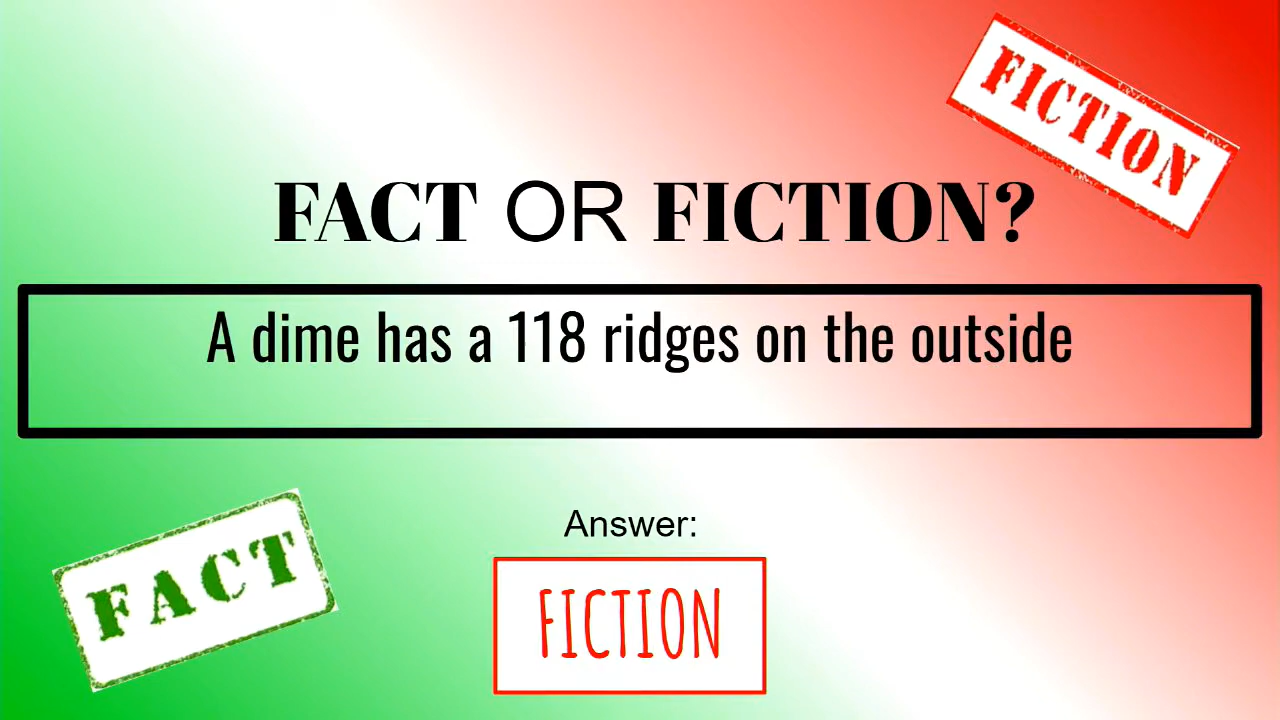 FICTION
FACT OR FICTION?
A dime has a 118 ridges on the outside
Answer:
FACT
FICTION